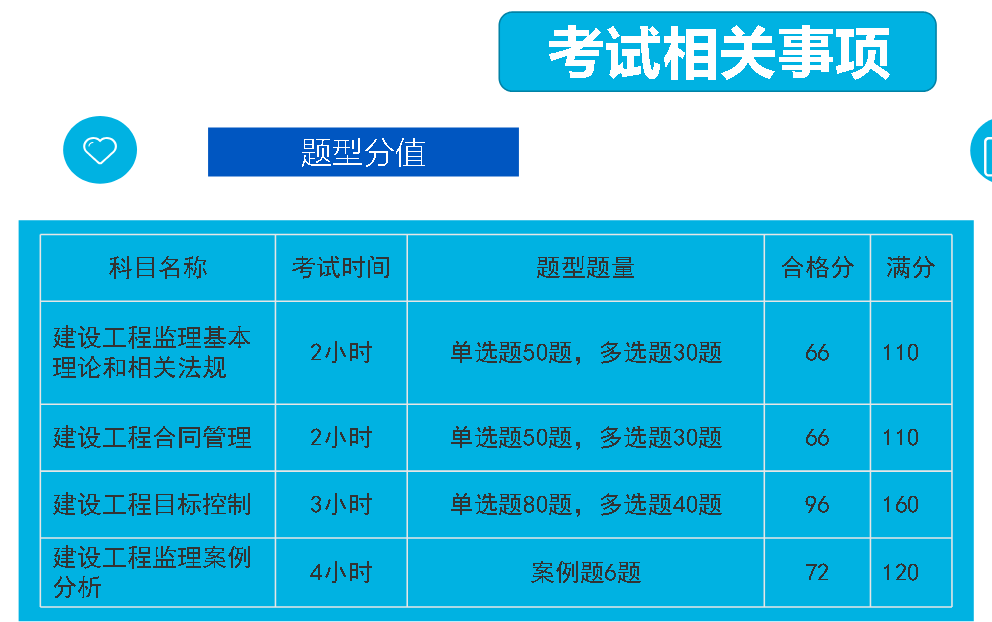 考试相关事项
题型分值
科目名称 考试时间 题型题量 合格分 满分
建设工程监理基本
理论和相关法规 2小时 单选题50题，多选题30题 66 110
建设工程合同管理 2小时 单选题50题，多选题30题 66 110
建设工程目标控制 3小时 单选题80题，多选题40题 96 160
建设工程监理案例
分析 4小时 案例题6题 72 120